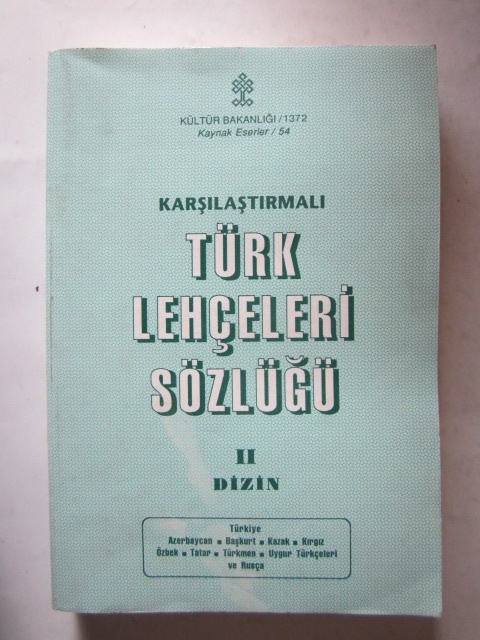 KÜLTÜR BAKANLIĞI / 1372
Kaynak Eserler / 54
KARŞILAŞTIRMALI
TÜRK
LEHÇELERİ
SÖZLÜĞÜ
II
DİZİN
Türkiye
Azerbaycan ■ Başkurt ■ Kazak ■ Kırgız
Özbek ■ Tatar ■ Türkmen ■ Uygur Türkçeleri
ve Rusça